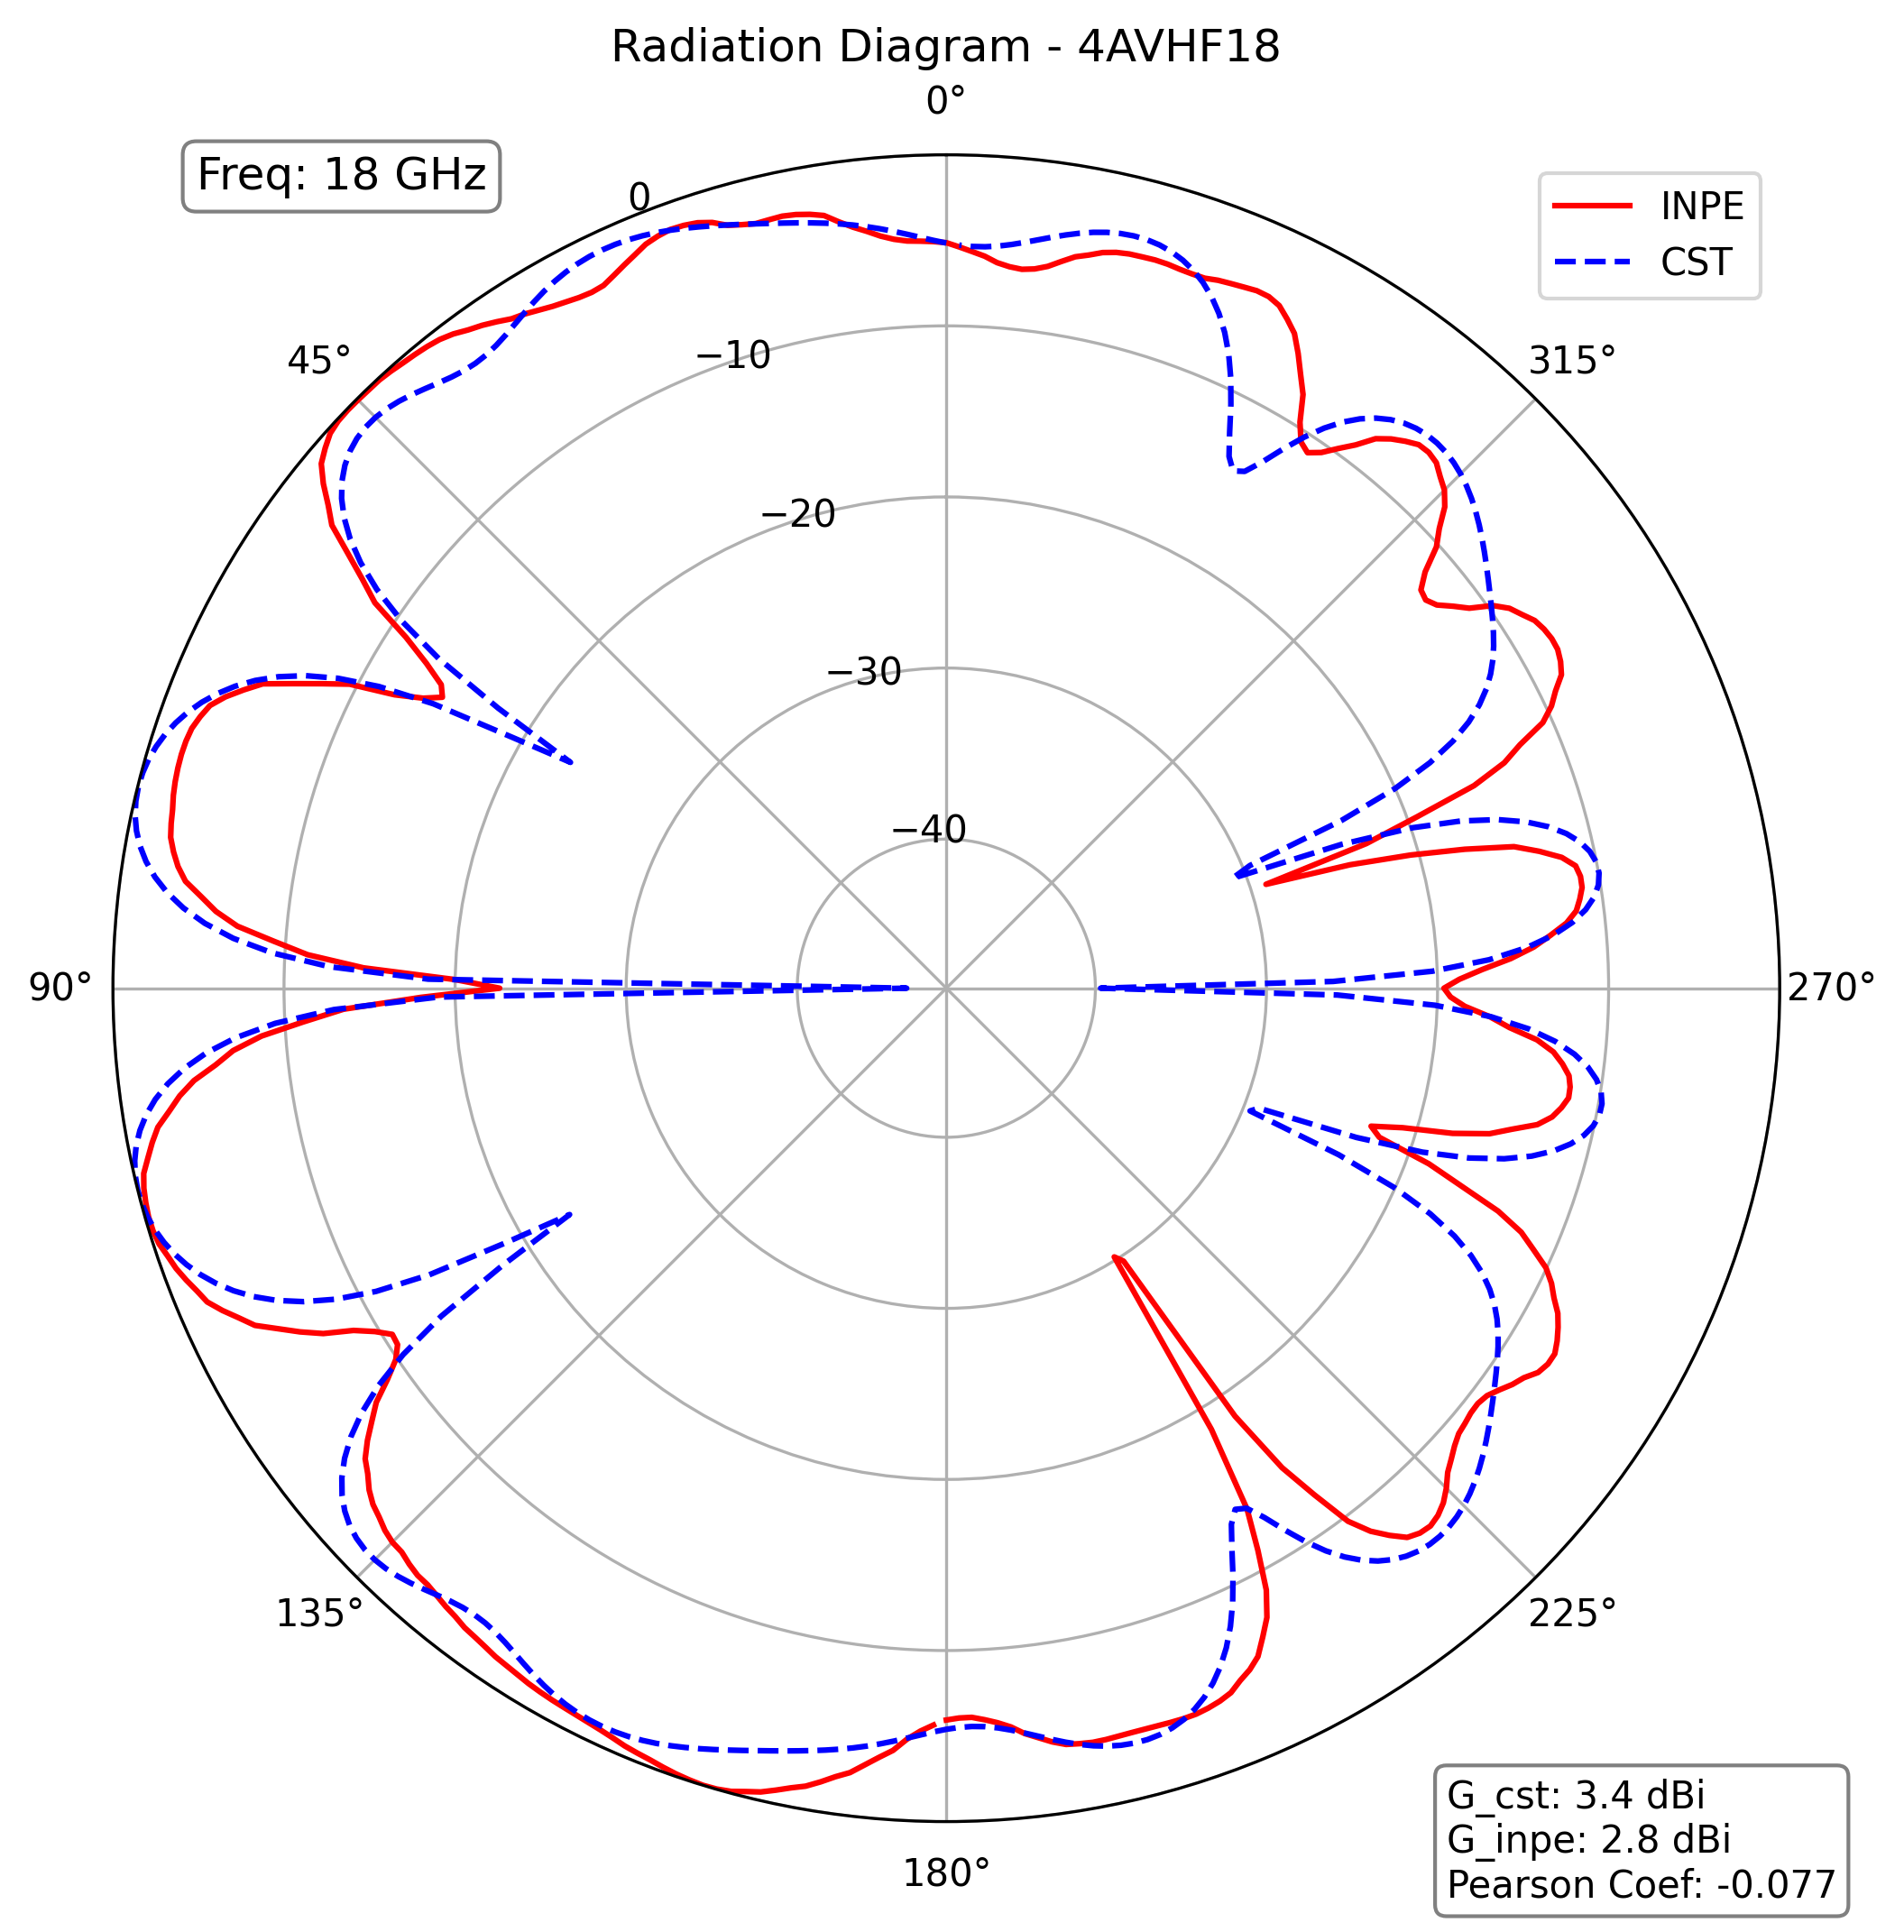 Radiation Diagram - 4AVHF18
0°
Freq: 18 GHz
0
INPE
CST
−10
45°
315°
−20
−30
−40
90°
270°
135°
225°
180°
G_cst: 3.4 dBi
G_inpe: 2.8 dBi
Pearson Coef: -0.077